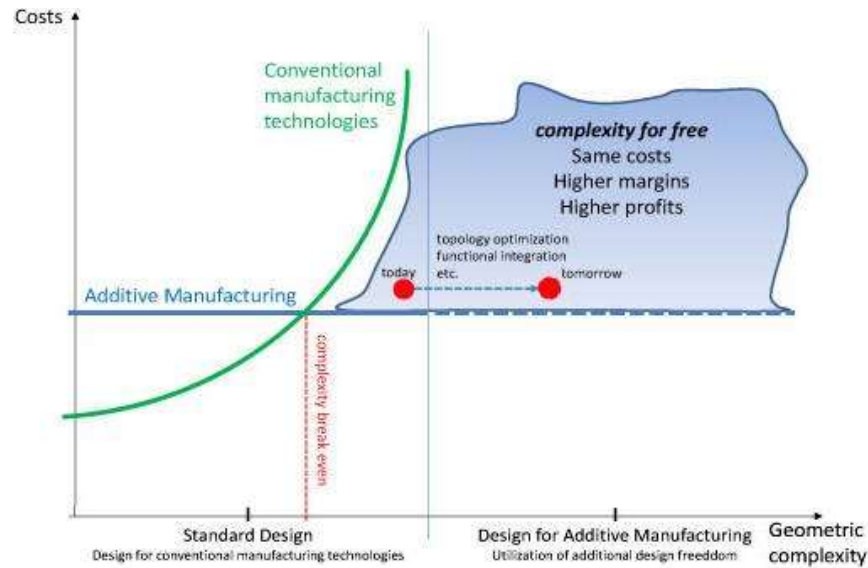 Costs
Conventional
manufacturing
technologies
complexity for free
Same costs
Higher margins
Higher profits
topology optimization
functional integration
etc.
today
tomorrow
Additive Manufacturing
complexity break even
Standard Design
Design for conventional manufacturing technologies
Design for Additive Manufacturing
Utilization of additional design freeddom
Geometric
complexity